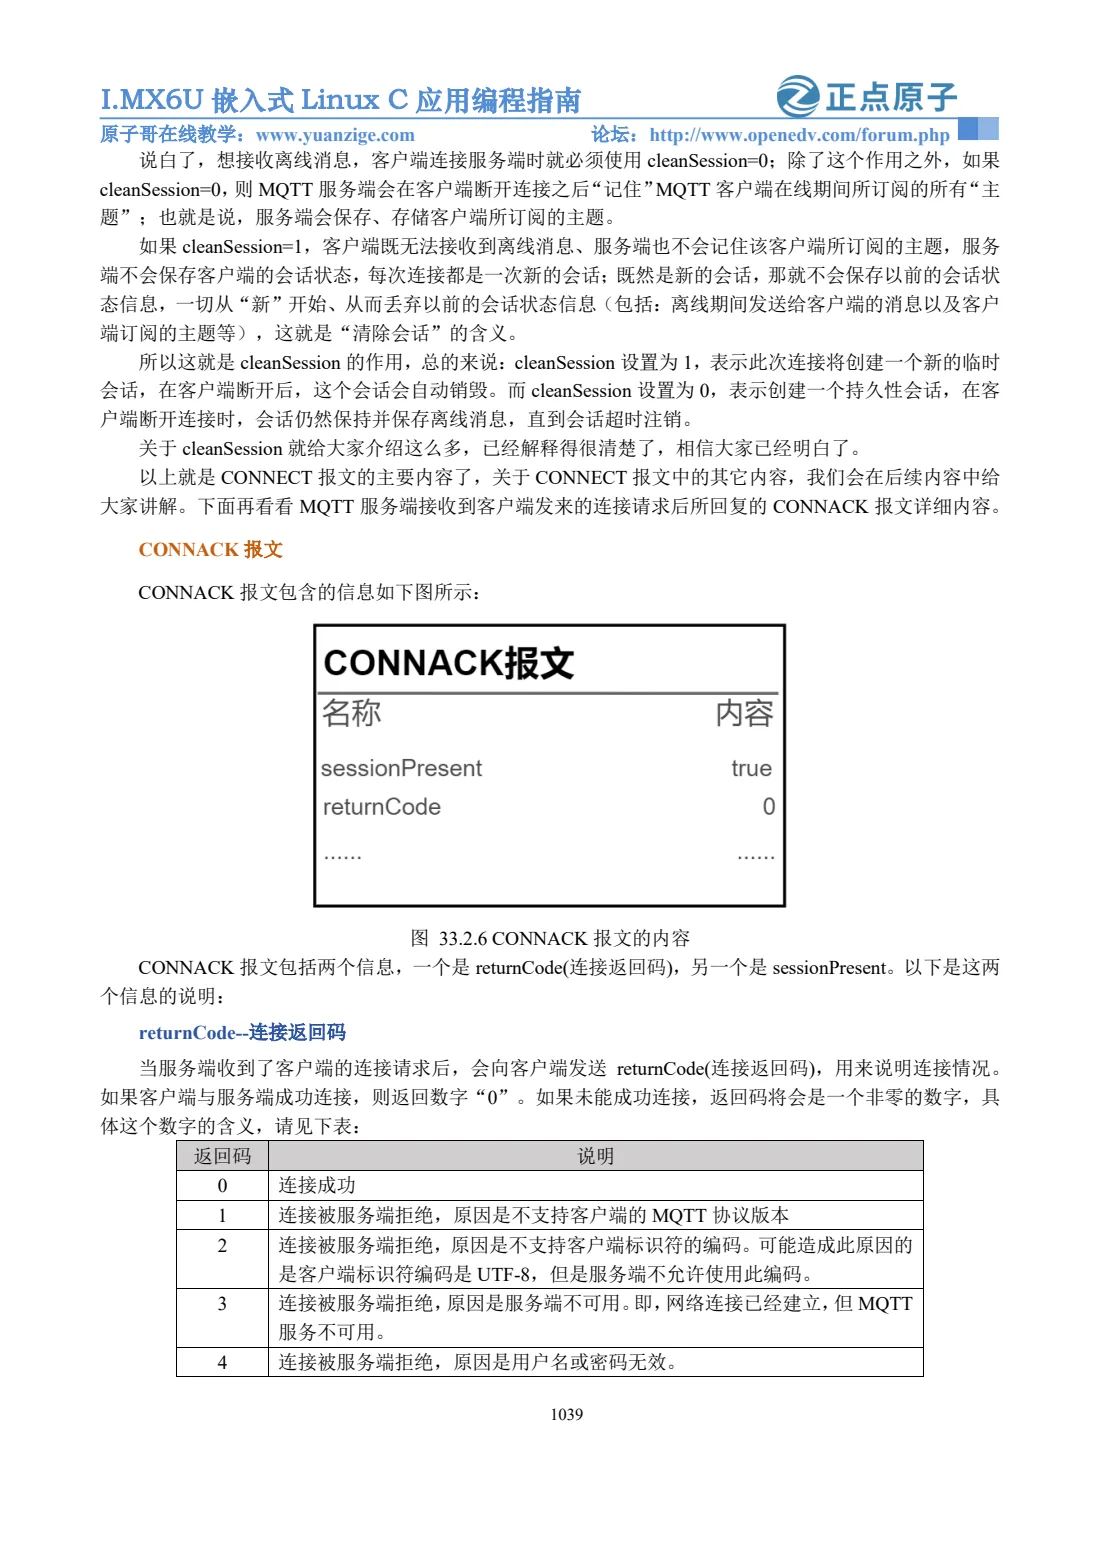 I.MX6U 嵌入式 Linux C 应用编程指南
正点原子
原子哥在线教学：www.yuanzige.com 论坛：http://www.openedv.com/forum.php
说白了，想接收离线消息，客户端连接服务端时就必须使用 cleanSession=0；除了这个作用之外，如果
cleanSession=0，则 MQTT 服务端会在客户端断开连接之后“记住”MQTT 客户端在线期间所订阅的所有“主
题”；也就是说，服务端会保存、存储客户端所订阅的主题。
如果 cleanSession=1，客户端既无法接收到离线消息、服务端也不会记住该客户端所订阅的主题，服务
端不会保存客户端的会话状态，每次连接都是一次新的会话；既然是新的会话，那就不会保存以前的会话状
态信息，一切从“新”开始、从而丢弃以前的会话状态信息（包括：离线期间发送给客户端的消息以及客户
端订阅的主题等），这就是“清除会话”的含义。
所以这就是 cleanSession 的作用，总的来说：cleanSession 设置为 1，表示此次连接将创建一个新的临时
会话，在客户端断开后，这个会话会自动销毁。而 cleanSession 设置为 0，表示创建一个持久性会话，在客
户端断开连接时，会话仍然保持并保存离线消息，直到会话超时注销。
关于 cleanSession 就给大家介绍这么多，已经解释得很清楚了，相信大家已经明白了。
以上就是 CONNECT 报文的主要内容了，关于 CONNECT 报文中的其它内容，我们会在后续内容中给
大家讲解。下面再看看 MQTT 服务端接收到客户端发来的连接请求后所回复的 CONNACK 报文详细内容。
CONNACK 报文
CONNACK 报文包含的信息如下图所示：
CONNACK报文
名称 内容
sessionPresent true
returnCode 0
...... ......
图 33.2.6 CONNACK 报文的内容
CONNACK 报文包括两个信息，一个是 returnCode(连接返回码)，另一个是 sessionPresent。以下是这两
个信息的说明：
returnCode--连接返回码
当服务端收到了客户端的连接请求后，会向客户端发送 returnCode(连接返回码)，用来说明连接情况。
如果客户端与服务端成功连接，则返回数字“0”。如果未能成功连接，返回码将会是一个非零的数字，具
体这个数字的含义，请见下表：
返回码 说明
0 连接成功
1 连接被服务端拒绝，原因是不支持客户端的 MQTT 协议版本
2 连接被服务端拒绝，原因是不支持客户端标识符的编码。可能造成此原因的
是客户端标识符编码是 UTF-8，但是服务端不允许使用此编码。
3 连接被服务端拒绝，原因是服务端不可用。即，网络连接已经建立，但 MQTT
服务不可用。
4 连接被服务端拒绝，原因是用户名或密码无效。
1039